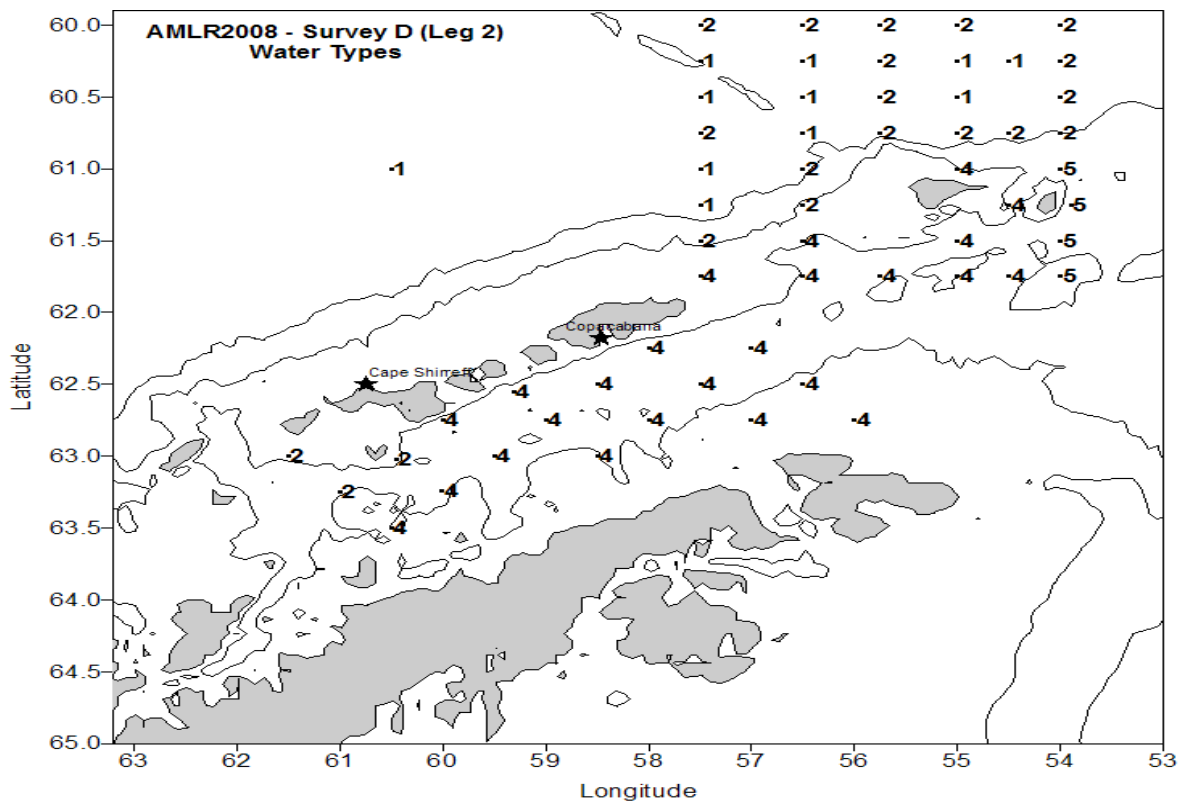 AMLR2008 - Survey D (Leg 2)
Water Types
60.0
2 2 2 2 2
1 1 2 1 1 2
60.5
1 1 2 1 2
2 1 2 2 2 2
61.0
1 1 2 4 5
1 2 4 5
61.5
2 4 4 5
4 4 4 4 4 5
62.0
Copacabana
4 4
Cape Shirreff
62.5
4 4 4
4
4 4 4 4 4
63.0
2 2 4 4
2 4
63.5
4
64.0
64.5
65.0
63 62 61 60 59 58 57 56 55 54 53
Latitude
Longitude